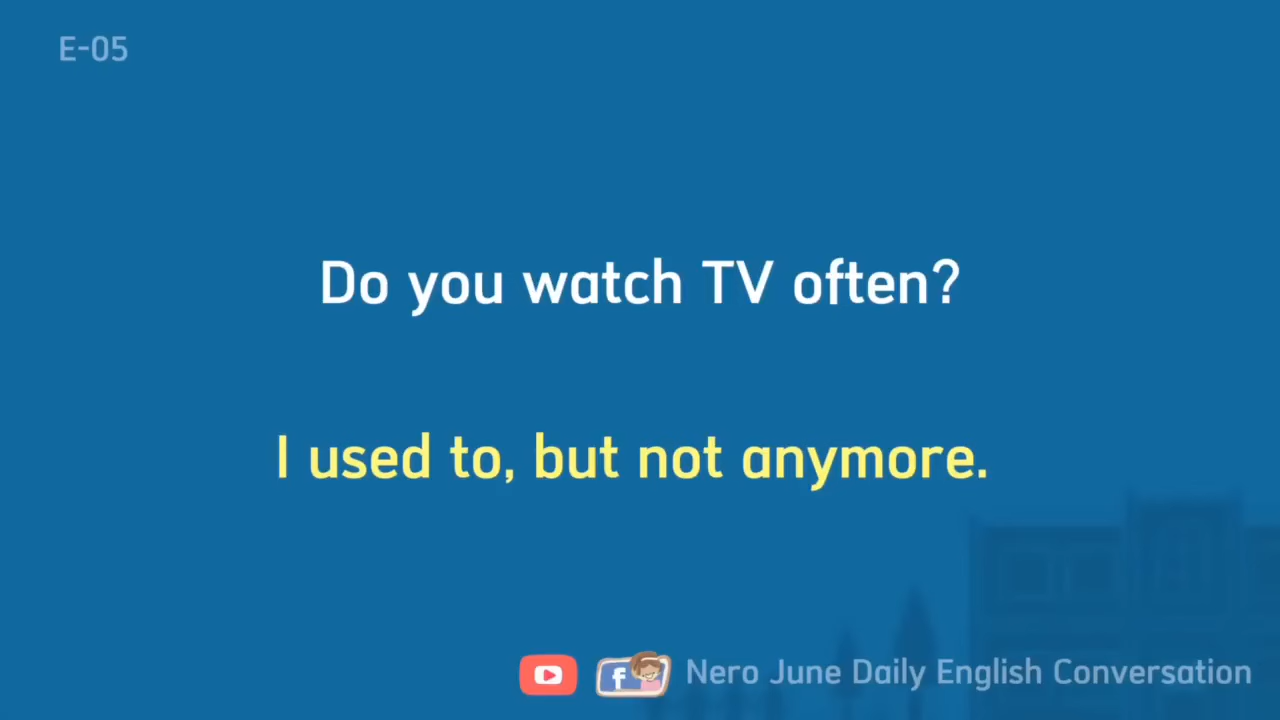 E-05
Do you watch TV often?
I used to, but not anymore.
f Nero June Daily English Conversation